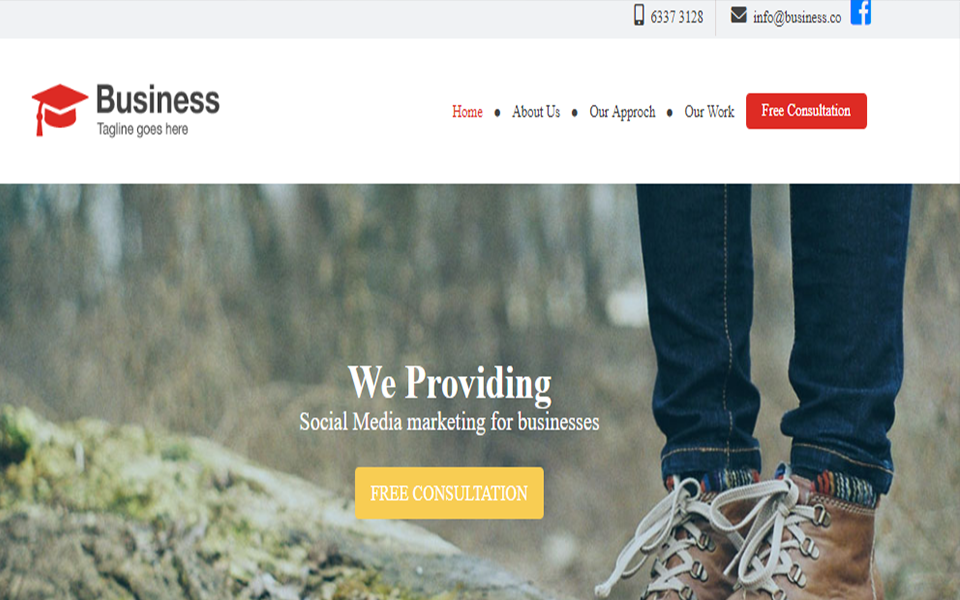 6337 3128 info@business.co
Business
Tagline goes here
Home ● About Us ● Our Approch ● Our Work Free Consultation
We Providing
Social Media marketing for businesses
FREE CONSULTATION